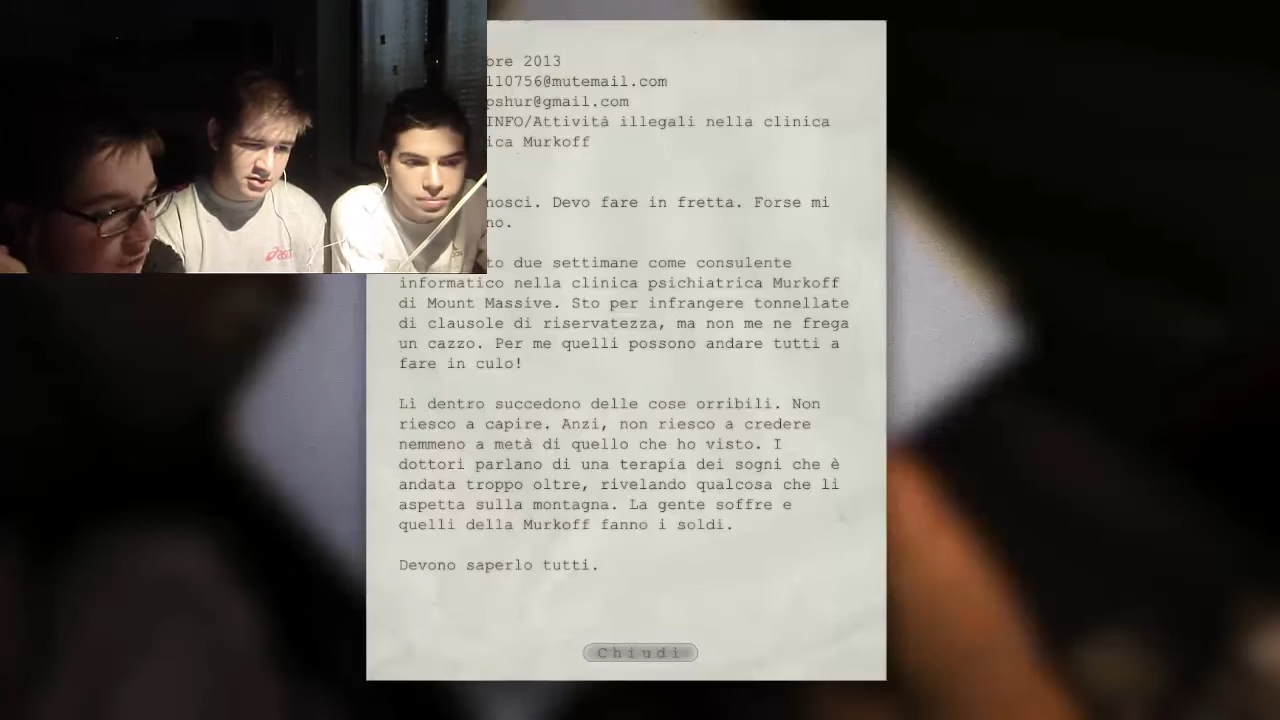 bre 2013
110756@mutemail.com
pshur@gmail.com
INFO/Attività illegali nella clinica
ica Murkoff
nosci. Devo fare in fretta. Forse mi
no.
to due settimane come consulente
informatico nella clinica psichiatrica Murkoff
di Mount Massive. Sto per infrangere tonnellate
di clausole di riservatezza, ma non me ne frega
un cazzo. Per me quelli possono andare tutti a
fare in culo!
Lì dentro succedono delle cose orribili. Non
riesco a capire. Anzi, non riesco a credere
nemmeno a metà di quello che ho visto. I
dottori parlano di una terapia dei sogni che è
andata troppo oltre, rivelando qualcosa che li
aspetta sulla montagna. La gente soffre e
quelli della Murkoff fanno i soldi.
Devono saperlo tutti.
Chiudi